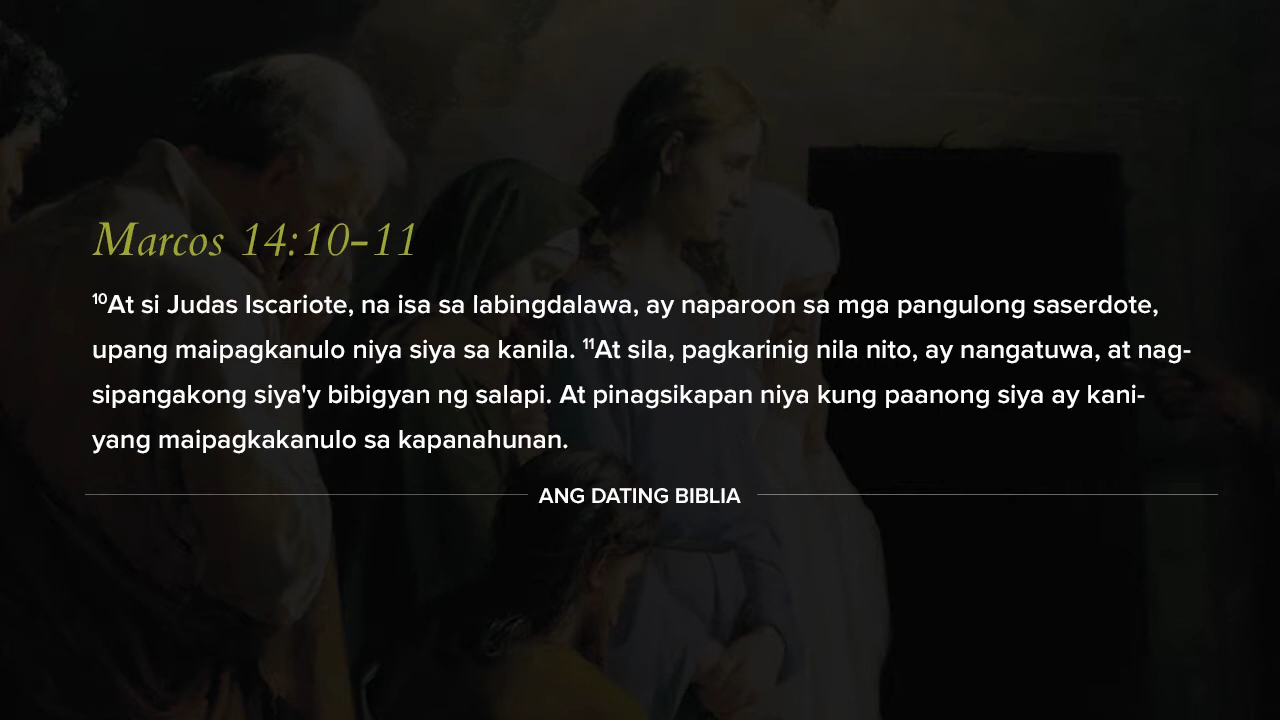 Marcos 14:10–11
¹⁰At si Judas Iscariote, na isa sa labingdalawa, ay naparoon sa mga pangulong saserdote,
upang maipagkanulo niya siya sa kanila. ¹¹At sila, pagkarinig nila nito, ay nangatuwa, at nag-
sipangakong siya'y bibigyan ng salapi. At pinagsikapan niya kung paanong siya ay kani-
yang maipagkakanulo sa kapanahunan.
ANG DATING BIBLIA